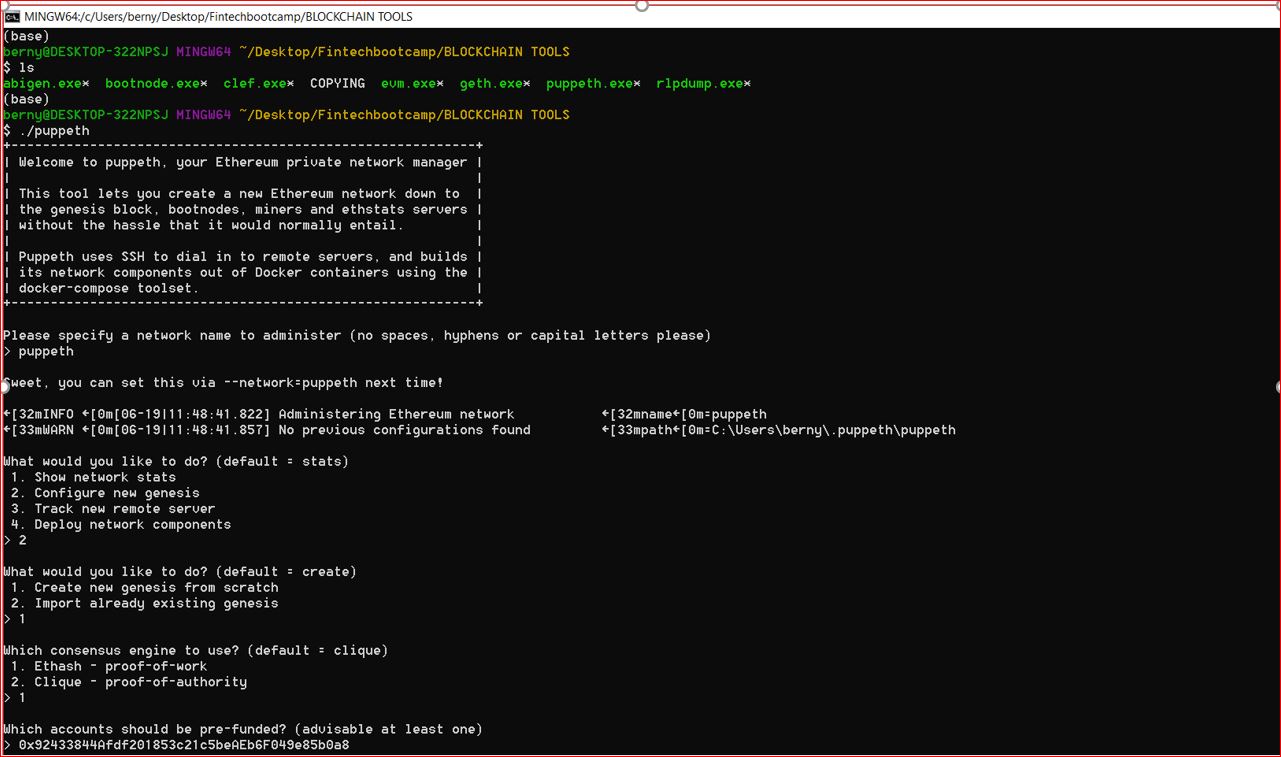 MINGW64:/c/Users/berny/Desktop/Fintechbootcamp/BLOCKCHAIN TOOLS
(base)
berny@DESKTOP-322NPSJ MINGW64 ~/Desktop/Fintechbootcamp/BLOCKCHAIN TOOLS
$ ls
abigen.exe*  bootnode.exe*  clef.exe*  COPYING  evm.exe*  geth.exe*  puppeth.exe*  rlpdump.exe*
(base)
berny@DESKTOP-322NPSJ MINGW64 ~/Desktop/Fintechbootcamp/BLOCKCHAIN TOOLS
$ ./puppeth
+-----------------------------------------------------------+
| Welcome to puppeth, your Ethereum private network manager |
|                                                           |
| This tool lets you create a new Ethereum network down to  |
| the genesis block, bootnodes, miners and ethstats servers |
| without the hassle that it would normally entail.         |
|                                                           |
| Puppeth uses SSH to dial in to remote servers, and builds |
| its network components out of Docker containers using the |
| docker-compose toolset.                                   |
+-----------------------------------------------------------+
Please specify a network name to administer (no spaces, hyphens or capital letters please)
> puppeth
Sweet, you can set this via --network=puppeth next time!
←[32mINFO ←[0m[06-19|11:48:41.822] Administering Ethereum network           ←[32mname←[0m=puppeth
←[33mWARN ←[0m[06-19|11:48:41.857] No previous configurations found         ←[33mpath←[0m=C:\Users\berny\.puppeth\puppeth
What would you like to do? (default = stats)
1. Show network stats
2. Configure new genesis
3. Track new remote server
4. Deploy network components
> 2
What would you like to do? (default = create)
1. Create new genesis from scratch
2. Import already existing genesis
> 1
Which consensus engine to use? (default = clique)
1. Ethash - proof-of-work
2. Clique - proof-of-authority
> 1
Which accounts should be pre-funded? (advisable at least one)
> 0x92433844Afdf201853c21c5beAEb6F049e85b0a8